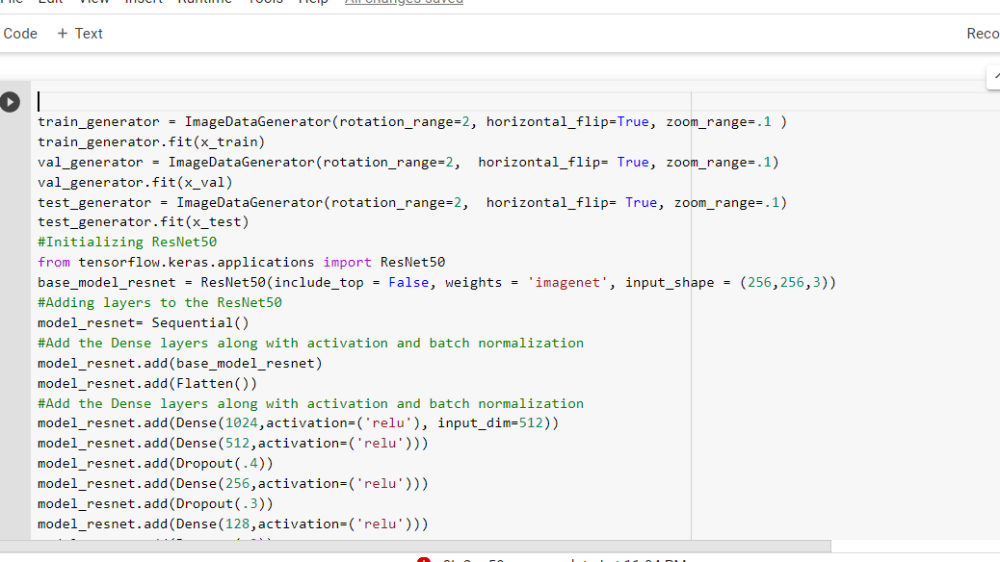 Edit View Insert Runtime Tools Help All changes saved
Code + Text Reco
train_generator = ImageDataGenerator(rotation_range=2, horizontal_flip=True, zoom_range=.1 )
train_generator.fit(x_train)
val_generator = ImageDataGenerator(rotation_range=2,  horizontal_flip= True, zoom_range=.1)
val_generator.fit(x_val)
test_generator = ImageDataGenerator(rotation_range=2,  horizontal_flip= True, zoom_range=.1)
test_generator.fit(x_test)
#Initializing ResNet50
from tensorflow.keras.applications import ResNet50
base_model_resnet = ResNet50(include_top = False, weights = 'imagenet', input_shape = (256,256,3))
#Adding layers to the ResNet50
model_resnet= Sequential()
#Add the Dense layers along with activation and batch normalization
model_resnet.add(base_model_resnet)
model_resnet.add(Flatten())
#Add the Dense layers along with activation and batch normalization
model_resnet.add(Dense(1024,activation=('relu'), input_dim=512))
model_resnet.add(Dense(512,activation=('relu')))
model_resnet.add(Dropout(.4))
model_resnet.add(Dense(256,activation=('relu')))
model_resnet.add(Dropout(.3))
model_resnet.add(Dense(128,activation=('relu')))